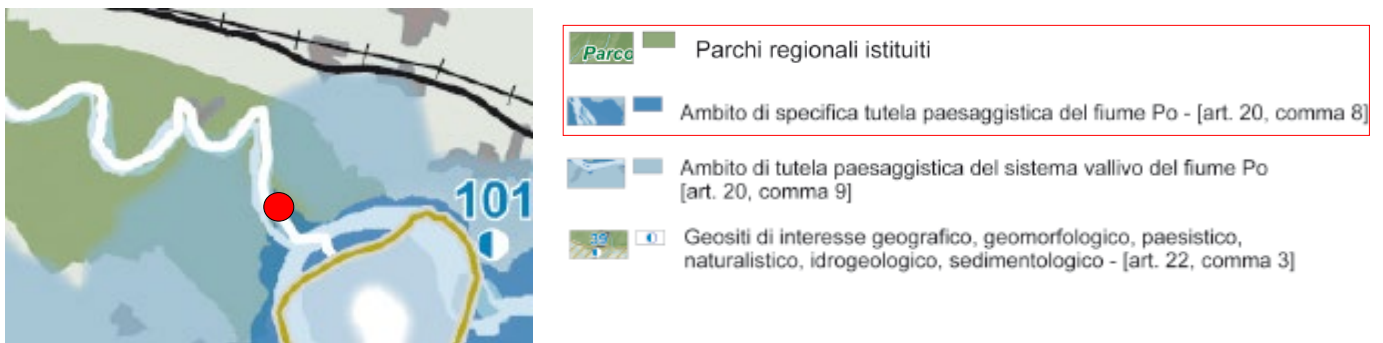 101
Parco Parchi regionali istituiti
Ambito di specifica tutela paesaggistica del fiume Po - [art. 20, comma 8]
Ambito di tutela paesaggistica del sistema vallivo del fiume Po
[art. 20, comma 9]
39 Geositi di interesse geografico, geomorfologico, paesistico,
naturalistico, idrogeologico, sedimentologico - [art. 22, comma 3]